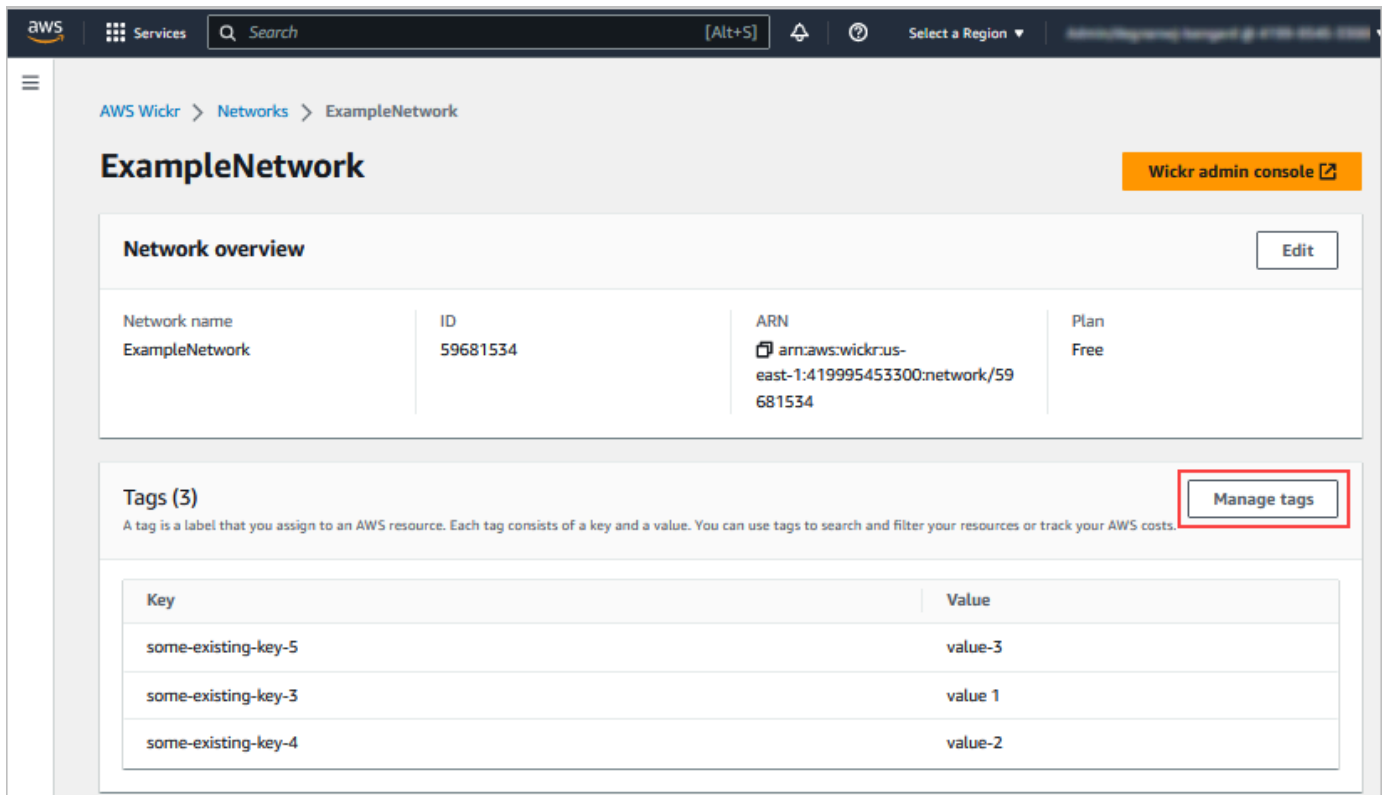 aws Services Search [Alt+S] Select a Region ▼
AWS Wickr > Networks > ExampleNetwork
ExampleNetwork
Wickr admin console
Network overview
Edit
Network name
ExampleNetwork
ID
59681534
ARN
arn:aws:wickr:us-
east-1:419995453300:network/59
681534
Plan
Free
Tags (3)
Manage tags
A tag is a label that you assign to an AWS resource. Each tag consists of a key and a value. You can use tags to search and filter your resources or track your AWS costs.
Key Value
some-existing-key-5 value-3
some-existing-key-3 value 1
some-existing-key-4 value-2